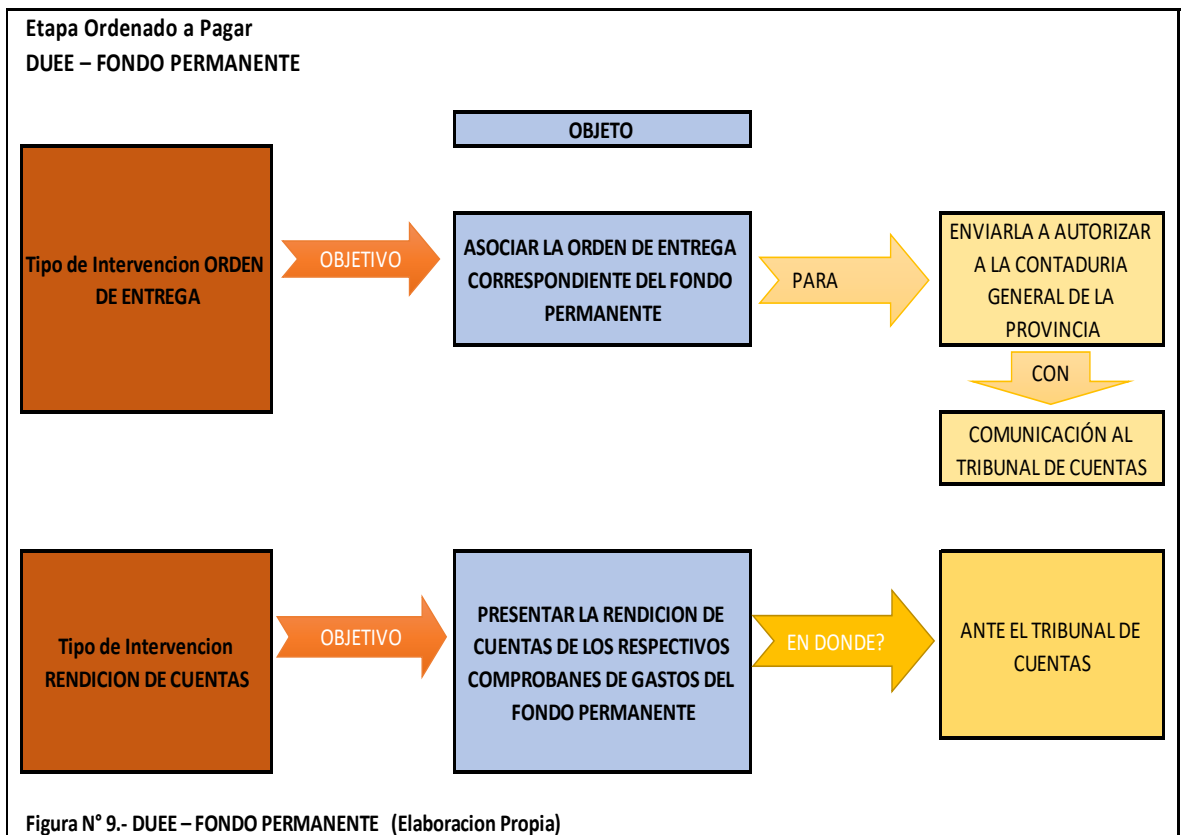 Etapa Ordenado a Pagar
DUEE – FONDO PERMANENTE
OBJETO
Tipo de Intervencion ORDEN
DE ENTREGA
OBJETIVO
ASOCIAR LA ORDEN DE ENTREGA
CORRESPONDIENTE DEL FONDO
PERMANENTE
PARA
ENVIARLA A AUTORIZAR
A LA CONTADURIA
GENERAL DE LA
PROVINCIA
CON
COMUNICACIÓN AL
TRIBUNAL DE CUENTAS
Tipo de Intervencion
RENDICION DE CUENTAS
OBJETIVO
PRESENTAR LA RENDICION DE
CUENTAS DE LOS RESPECTIVOS
COMPROBANES DE GASTOS DEL
FONDO PERMANENTE
EN DONDE?
ANTE EL TRIBUNAL DE
CUENTAS
Figura N° 9.- DUEE – FONDO PERMANENTE (Elaboracion Propia)